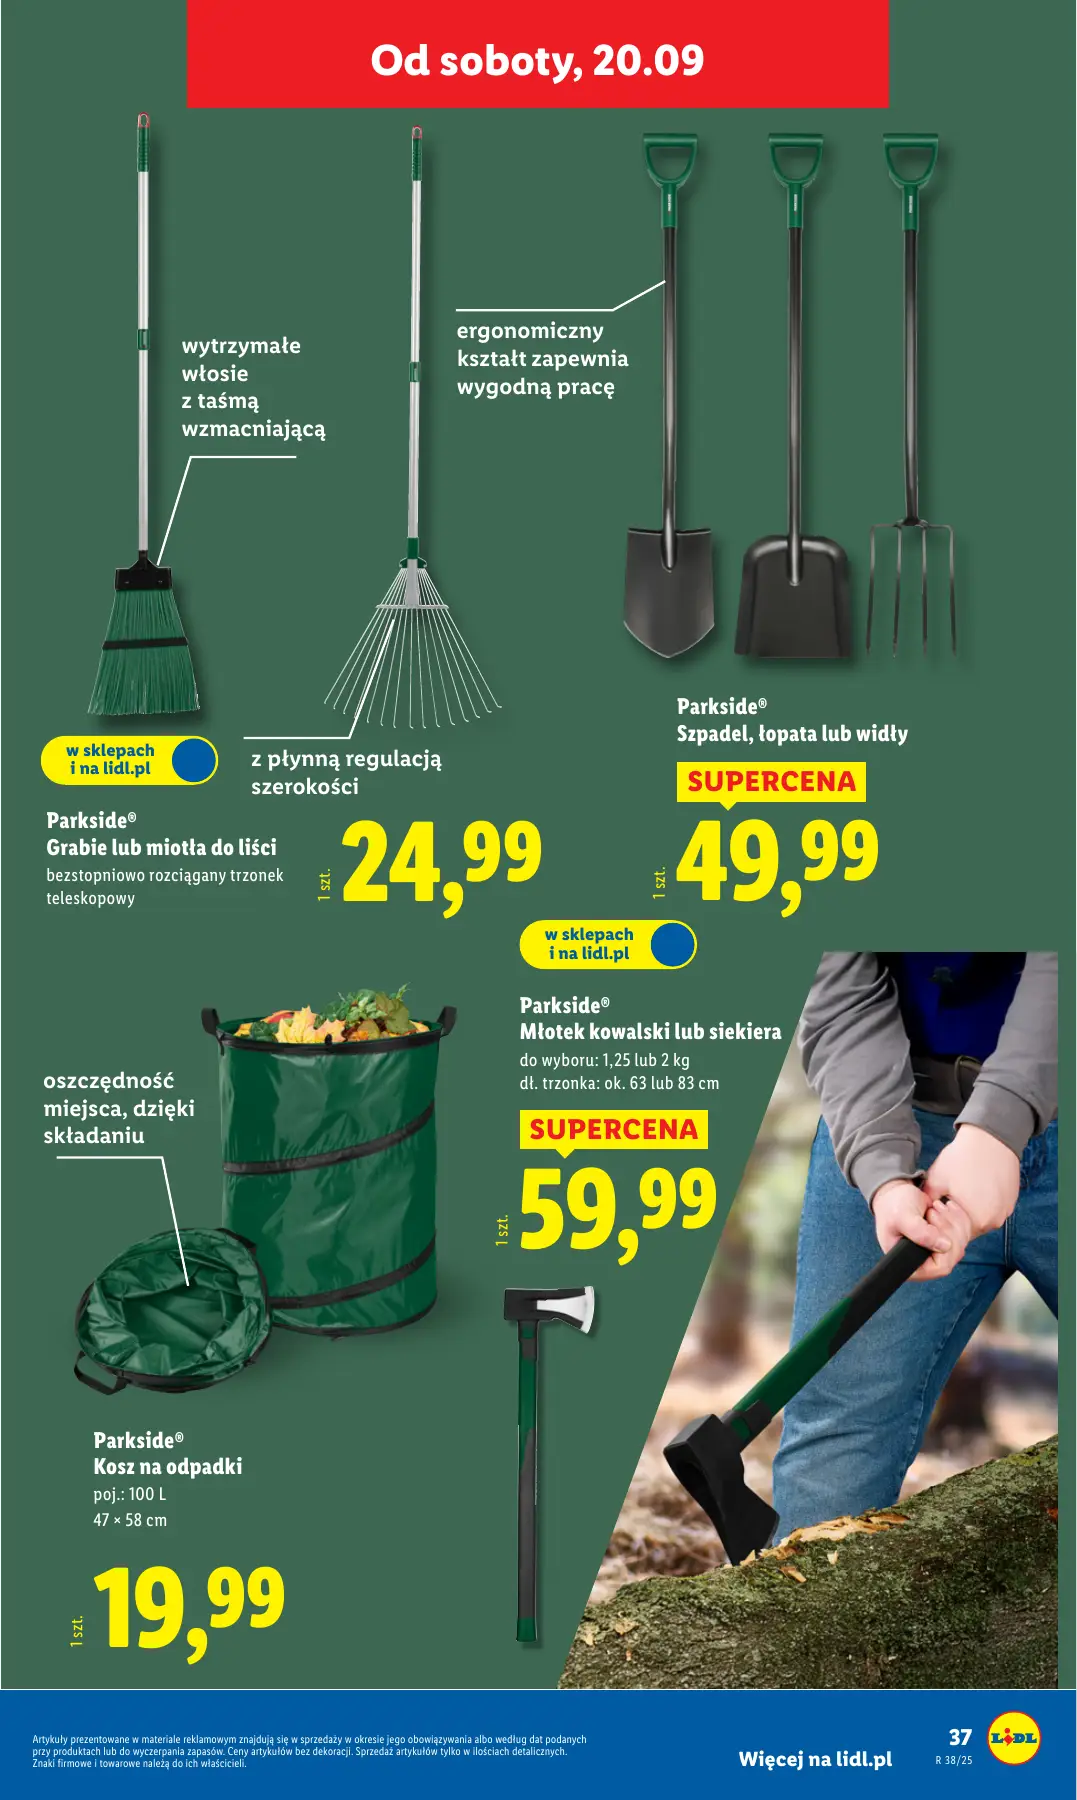 Od soboty, 20.09
wytrzymałe
włosie
z taśmą
wzmacniającą
ergonomiczny
kształt zapewnia
wygodną pracę
w sklepach
i na lidl.pl
z płynną regulacją
szerokości
Parkside®
Grabie lub miotła do liści
bezstopniowo rozciągany trzonek
teleskopowy
1 szt.
24,99
Parkside®
Szpadel, łopata lub widły
SUPERCENA
1 szt.
49,99
w sklepach
i na lidl.pl
Parkside®
Młotek kowalski lub siekiera
do wyboru: 1,25 lub 2 kg
dł. trzonka: ok. 63 lub 83 cm
SUPERCENA
1 szt.
59,99
oszczędność
miejsca, dzięki
składaniu
Parkside®
Kosz na odpadki
poj.: 100 L
47 × 58 cm
1 szt.
19,99
Artykuły prezentowane w materiale reklamowym znajdują się w sprzedaży w okresie jego obowiązywania albo według dat podanych
przy produktach lub do wyczerpania zapasów. Ceny artykułów bez dekoracji. Sprzedaż artykułów tylko w ilościach detalicznych.
Znaki firmowe i towarowe należą do ich właścicieli.
Więcej na lidl.pl
37
R 38/25
LIDL